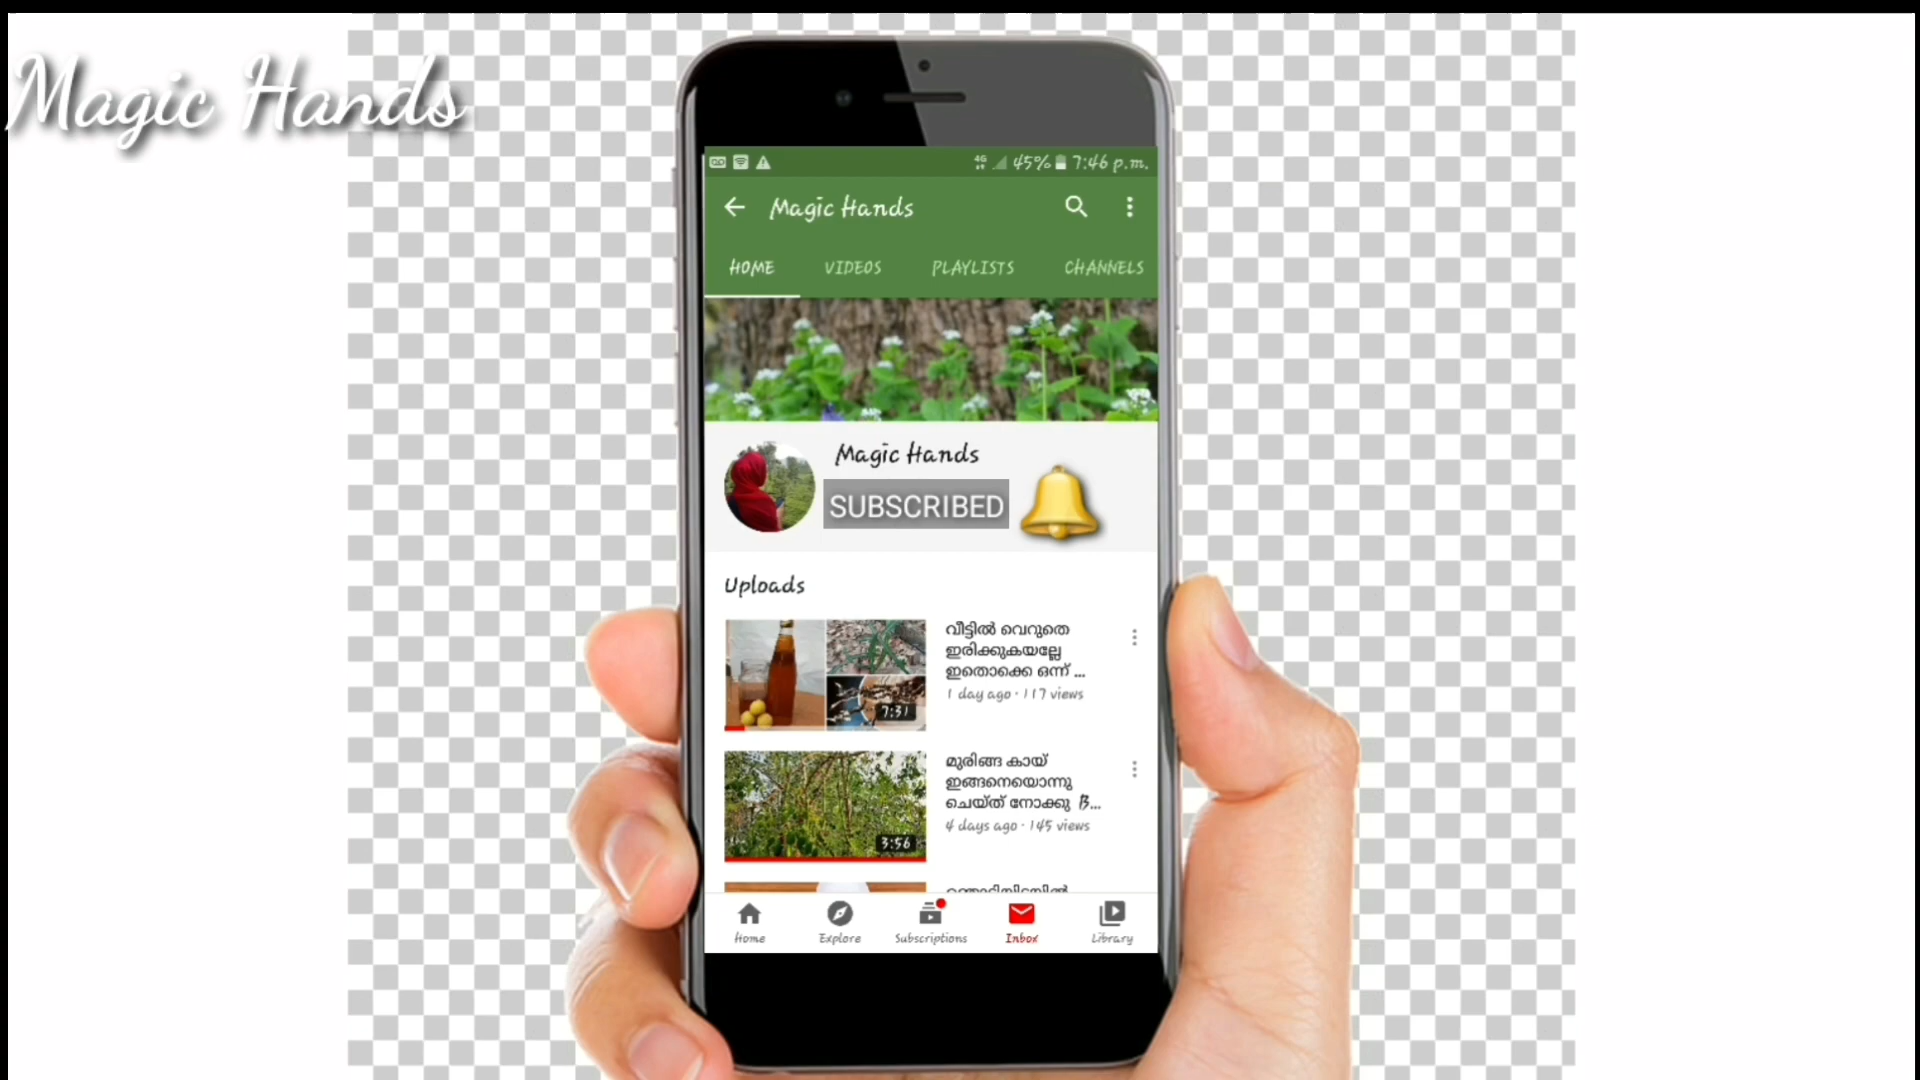 Magic Hands
4G 45% 7:46 p.m.
Magic Hands
HOME VIDEOS PLAYLISTS CHANNELS
Magic Hands
SUBSCRIBED
Uploads
വീട്ടിൽ വെറുതെ
ഇരിക്കുകയല്ലേ
ഇതൊക്കെ ഒന്ന് ...
1 day ago · 117 views
7:31
മുരിങ്ങ കായ്
ഇങ്ങനെയൊന്നു
ചെയ്ത് നോക്കു B...
4 days ago · 145 views
3:56
Home Explore Subscriptions Inbox Library